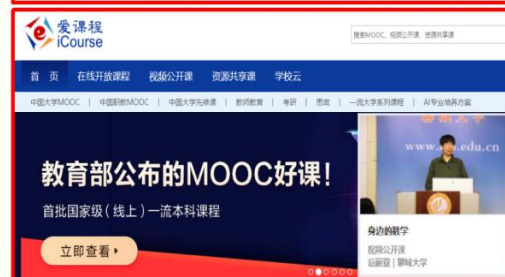 爱课程
iCourse
搜索MOOC、视频公开课、资源共享课
首 页 在线开放课程 视频公开课 资源共享课 学校云
中国大学MOOC | 中国职教MOOC | 中国大学先修课 | 教师教育 | 考研 | 思政 | 一流大学系列课程 | AI专业培养方案
教育部公布的MOOC好课!
首批国家级(线上)一流本科课程
立即查看
身边的数学
视频公开课
聊城大学